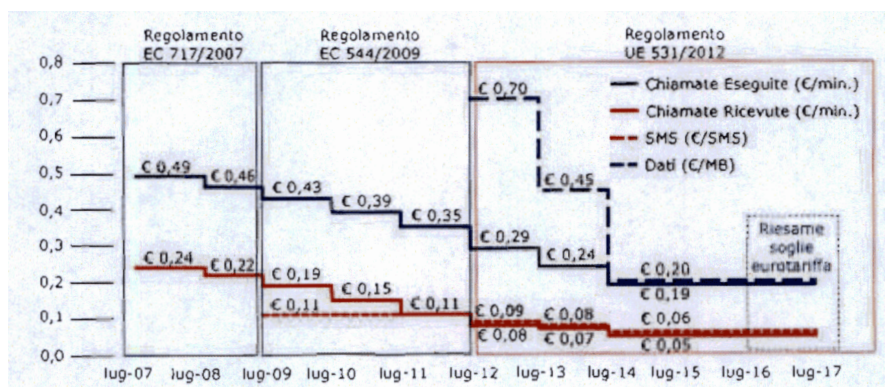 Regolamento
EC 717/2007
Regolamento
EC 544/2009
Regolamento
UE 531/2012
0,8
0,7
0,6
0,5
0,4
0,3
0,2
0,1
0,0
€ 0,49
€ 0,46
€ 0,43
€ 0,39
€ 0,35
€ 0,29
€ 0,24
€ 0,70
€ 0,45
€ 0,20
€ 0,19
€ 0,24
€ 0,22
€ 0,19
€ 0,15
€ 0,11
€ 0,11
€ 0,09
€ 0,08
€ 0,08
€ 0,07
€ 0,06
€ 0,05
Chiamate Eseguite (€/min.)
Chiamate Ricevute (€/min.)
SMS (€/SMS)
Dati (€/MB)
Riesame
soglie
eurotariffa
lug-07 lug-08 lug-09 lug-10 lug-11 lug-12 lug-13 lug-14 lug-15 lug-16 lug-17